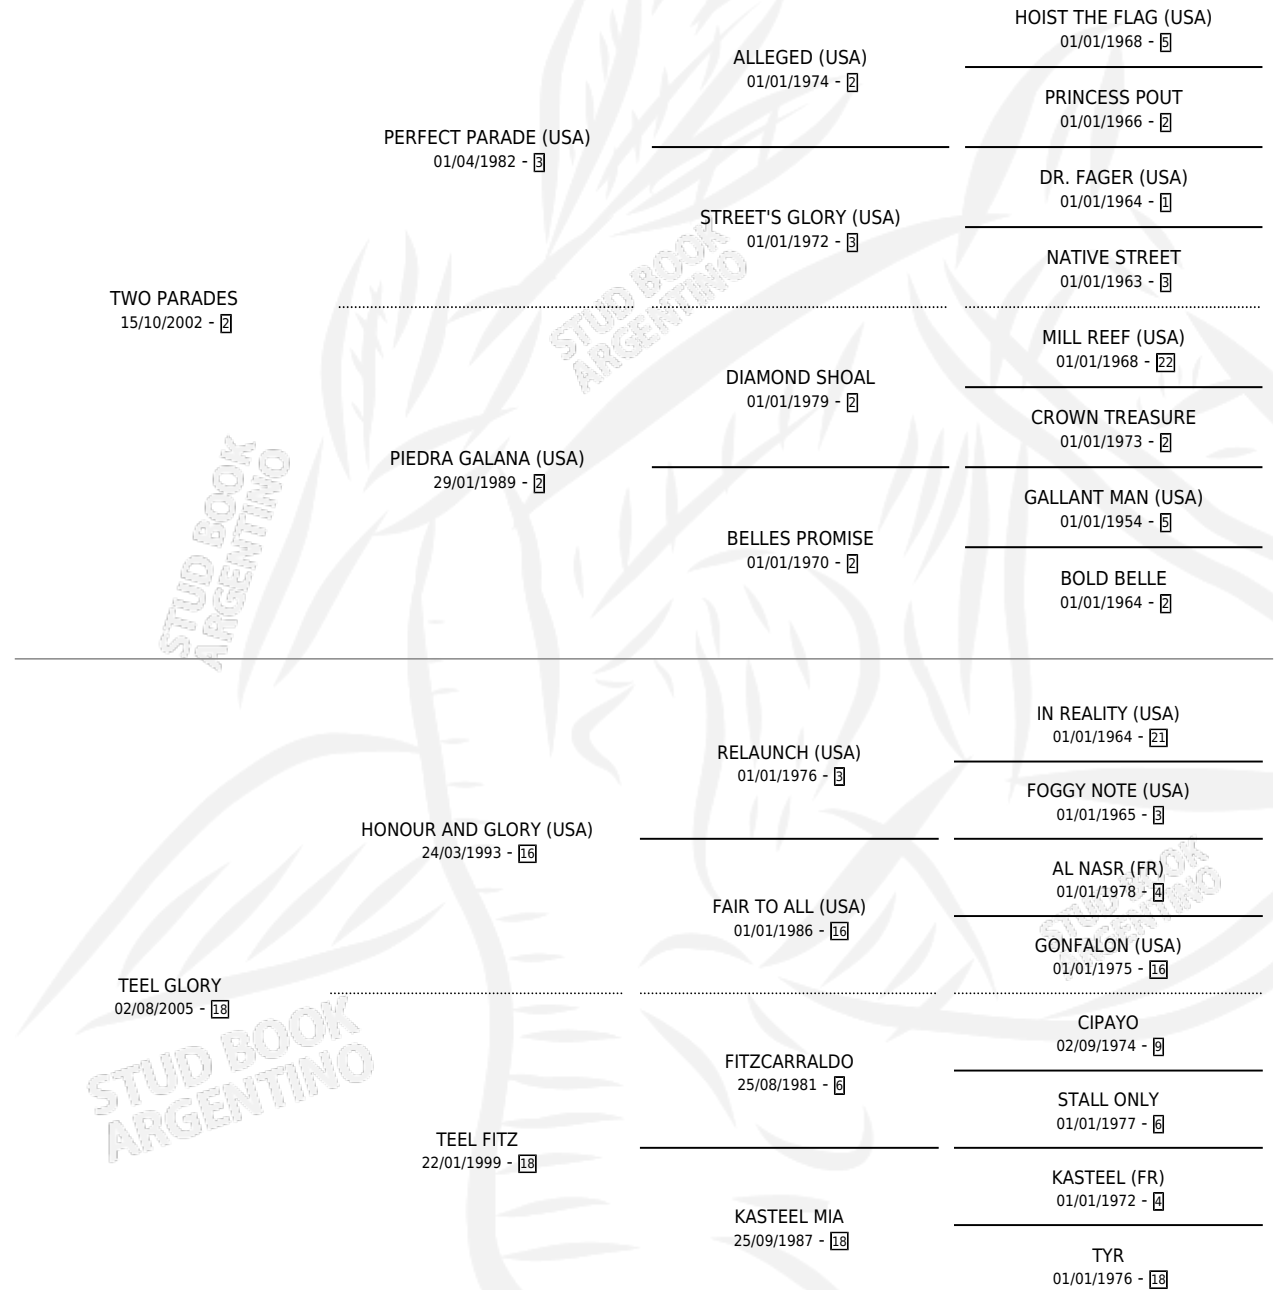 HOIST THE FLAG (USA)
01/01/1968 - 5
ALLEGED (USA)
01/01/1974 - 2
PRINCESS POUT
01/01/1966 - 2
PERFECT PARADE (USA)
01/04/1982 - 3
DR. FAGER (USA)
01/01/1964 - 1
STREET'S GLORY (USA)
01/01/1972 - 3
NATIVE STREET
01/01/1963 - 3
TWO PARADES
15/10/2002 - 2
STUD BOOK
ARGENTINO
MILL REEF (USA)
01/01/1968 - 22
DIAMOND SHOAL
01/01/1979 - 2
CROWN TREASURE
01/01/1973 - 2
PIEDRA GALANA (USA)
29/01/1989 - 2
GALLANT MAN (USA)
01/01/1954 - 5
BELLES PROMISE
01/01/1970 - 2
BOLD BELLE
01/01/1964 - 2
STUD BOOK
ARGENTINO
IN REALITY (USA)
01/01/1964 - 21
RELAUNCH (USA)
01/01/1976 - 3
FOGGY NOTE (USA)
01/01/1965 - 3
HONOUR AND GLORY (USA)
24/03/1993 - 16
AL NASR (FR)
01/01/1978 - 4
FAIR TO ALL (USA)
01/01/1986 - 16
STUD BOOK
ARGENTINO
GONFALON (USA)
01/01/1975 - 16
TEEL GLORY
02/08/2005 - 18
STUD BOOK
ARGENTINO
CIPAYO
02/09/1974 - 9
FITZCARRALDO
25/08/1981 - 6
STALL ONLY
01/01/1977 - 6
TEEL FITZ
22/01/1999 - 18
KASTEEL (FR)
01/01/1972 - 4
KASTEEL MIA
25/09/1987 - 18
TYR
01/01/1976 - 18